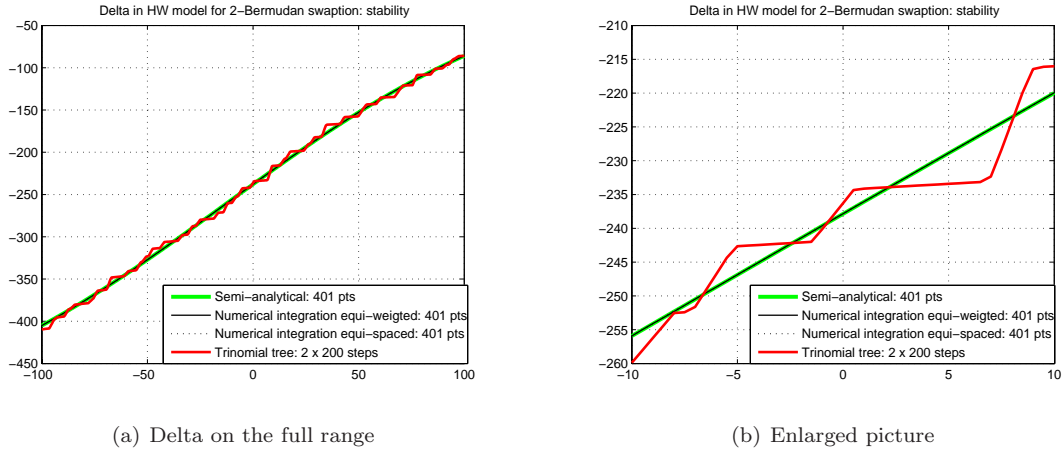 Delta in HW model for 2−Bermudan swaption: stability
−50
−100
−150
−200
−250
−300
−350
−400
−450
−100
−50
0
50
100
Semi−analytical: 401 pts
Numerical integration equi−weigted: 401 pts
Numerical integration equi−spaced: 401 pts
Trinomial tree: 2 x 200 steps
(a) Delta on the full range
Delta in HW model for 2−Bermudan swaption: stability
−210
−215
−220
−225
−230
−235
−240
−245
−250
−255
−260
−10
−5
0
5
10
Semi−analytical: 401 pts
Numerical integration equi−weigted: 401 pts
Numerical integration equi−spaced: 401 pts
Trinomial tree: 2 x 200 steps
(b) Enlarged picture